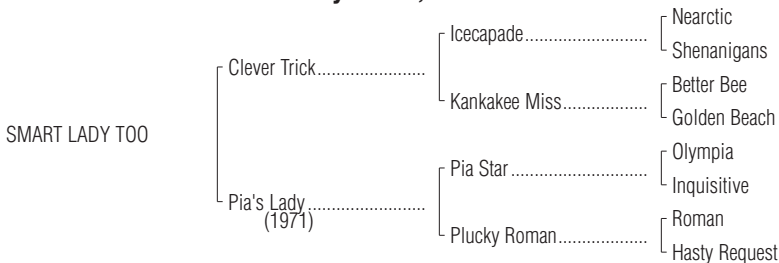 Nearctic
Icecapade..........................
Shenanigans
Clever Trick.......................
Better Bee
Kankakee Miss..................
Golden Beach
SMART LADY TOO
Olympia
Pia Star.............................
Inquisitive
Pia's Lady.........................
(1971)
Roman
Plucky Roman...................
Hasty Request